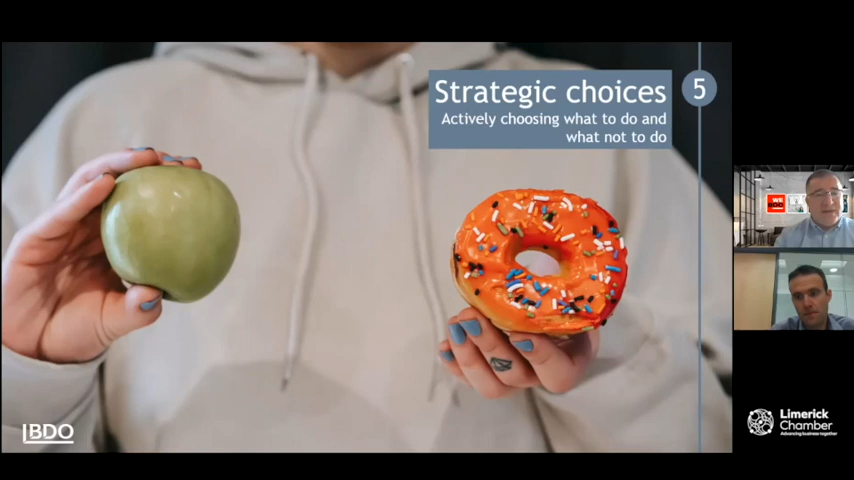 Strategic choices
5
Actively choosing what to do and
what not to do
BDO
Limerick
Chamber
Advancing business together